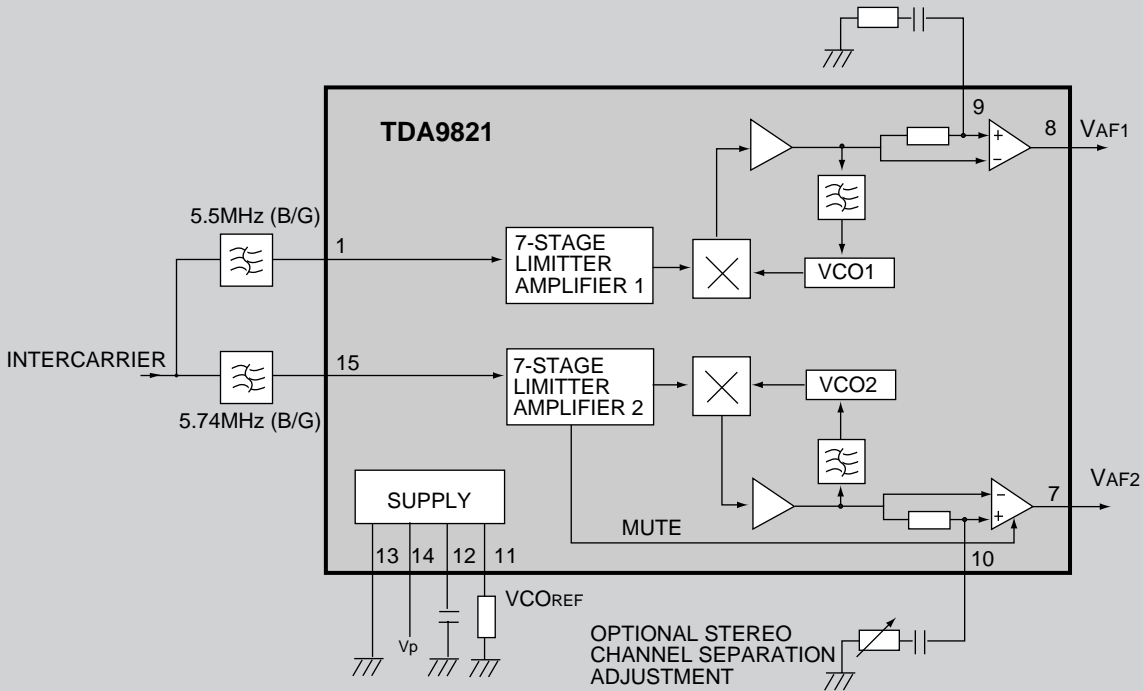 9
TDA9821
8
VAF1
5.5MHz (B/G)
1
7-STAGE
LIMITTER
AMPLIFIER 1
VCO1
INTERCARRIER
15
7-STAGE
LIMITTER
AMPLIFIER 2
VCO2
5.74MHz (B/G)
SUPPLY
VAF2
7
MUTE
13
14
12
11
10
VCOREF
Vp
OPTIONAL STEREO
CHANNEL SEPARATION
ADJUSTMENT